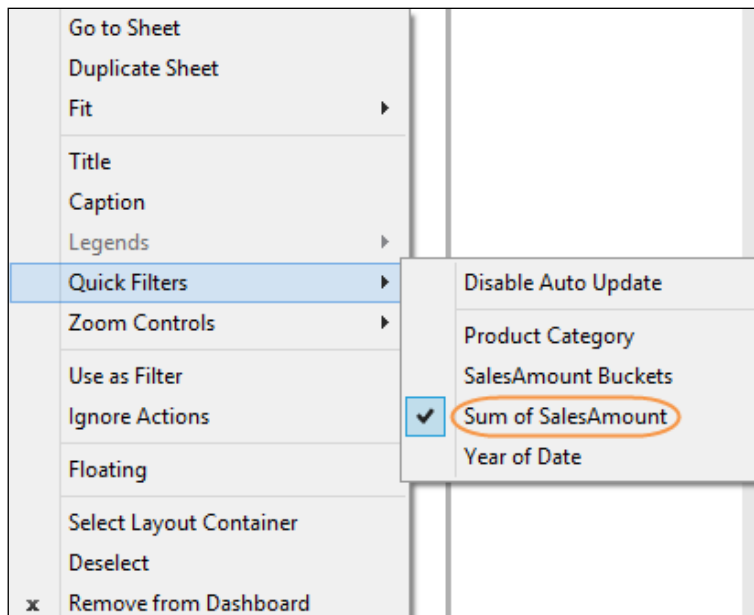 Go to Sheet
Duplicate Sheet
Fit
Title
Caption
Legends
Quick Filters
Zoom Controls
Use as Filter
Ignore Actions
Floating
Select Layout Container
Deselect
x Remove from Dashboard
Disable Auto Update
Product Category
SalesAmount Buckets
Sum of SalesAmount
Year of Date